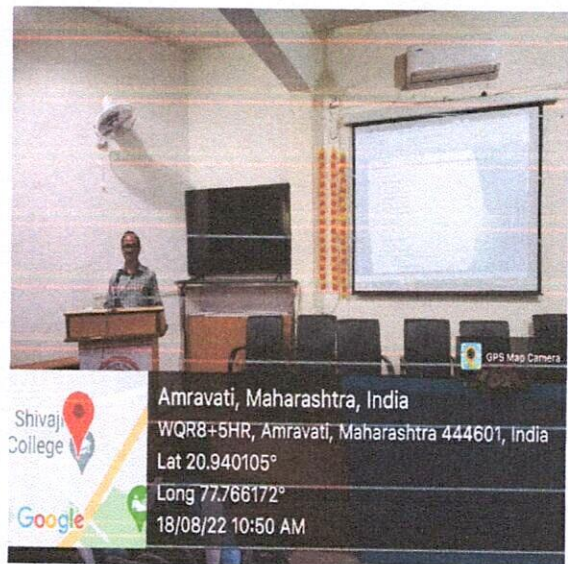 GPS Map Camera
Shivaji
College
Google
Amravati, Maharashtra, India
WQR8+5HR, Amravati, Maharashtra 444601, India
Lat 20.940105°
Long 77.766172°
18/08/22 10:50 AM